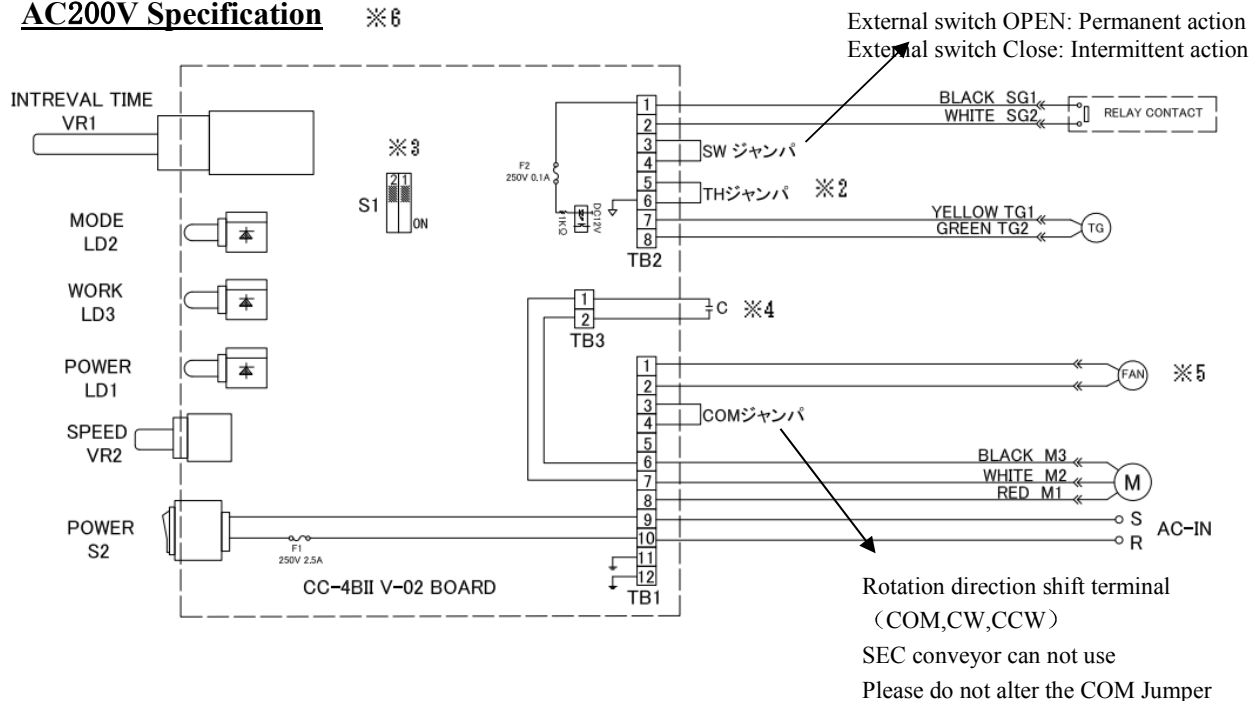 AC200V Specification ※6
External switch OPEN: Permanent action
External switch Close: Intermittent action
INTREVAL TIME
VR1
※3
2 1
S1
ON
MODE
LD2
WORK
LD3
POWER
LD1
SPEED
VR2
POWER
S2
F1
250V 2.5A
CC-4BII V-02 BOARD
F2
250V 0.1A
DC12V
1KΩ
1
2
3
4
5
6
7
8
TB2
BLACK SG1
WHITE SG2
RELAY CONTACT
SW ジャンパ
THジャンパ ※2
YELLOW TG1
GREEN TG2
TG
1
2
TB3
C ※4
1
2
3
4
5
6
7
8
9
10
11
12
TB1
FAN ※5
COMジャンパ
BLACK M3
WHITE M2
RED M1
M
S
R
AC-IN
Rotation direction shift terminal
（COM,CW,CCW）
SEC conveyor can not use
Please do not alter the COM Jumper